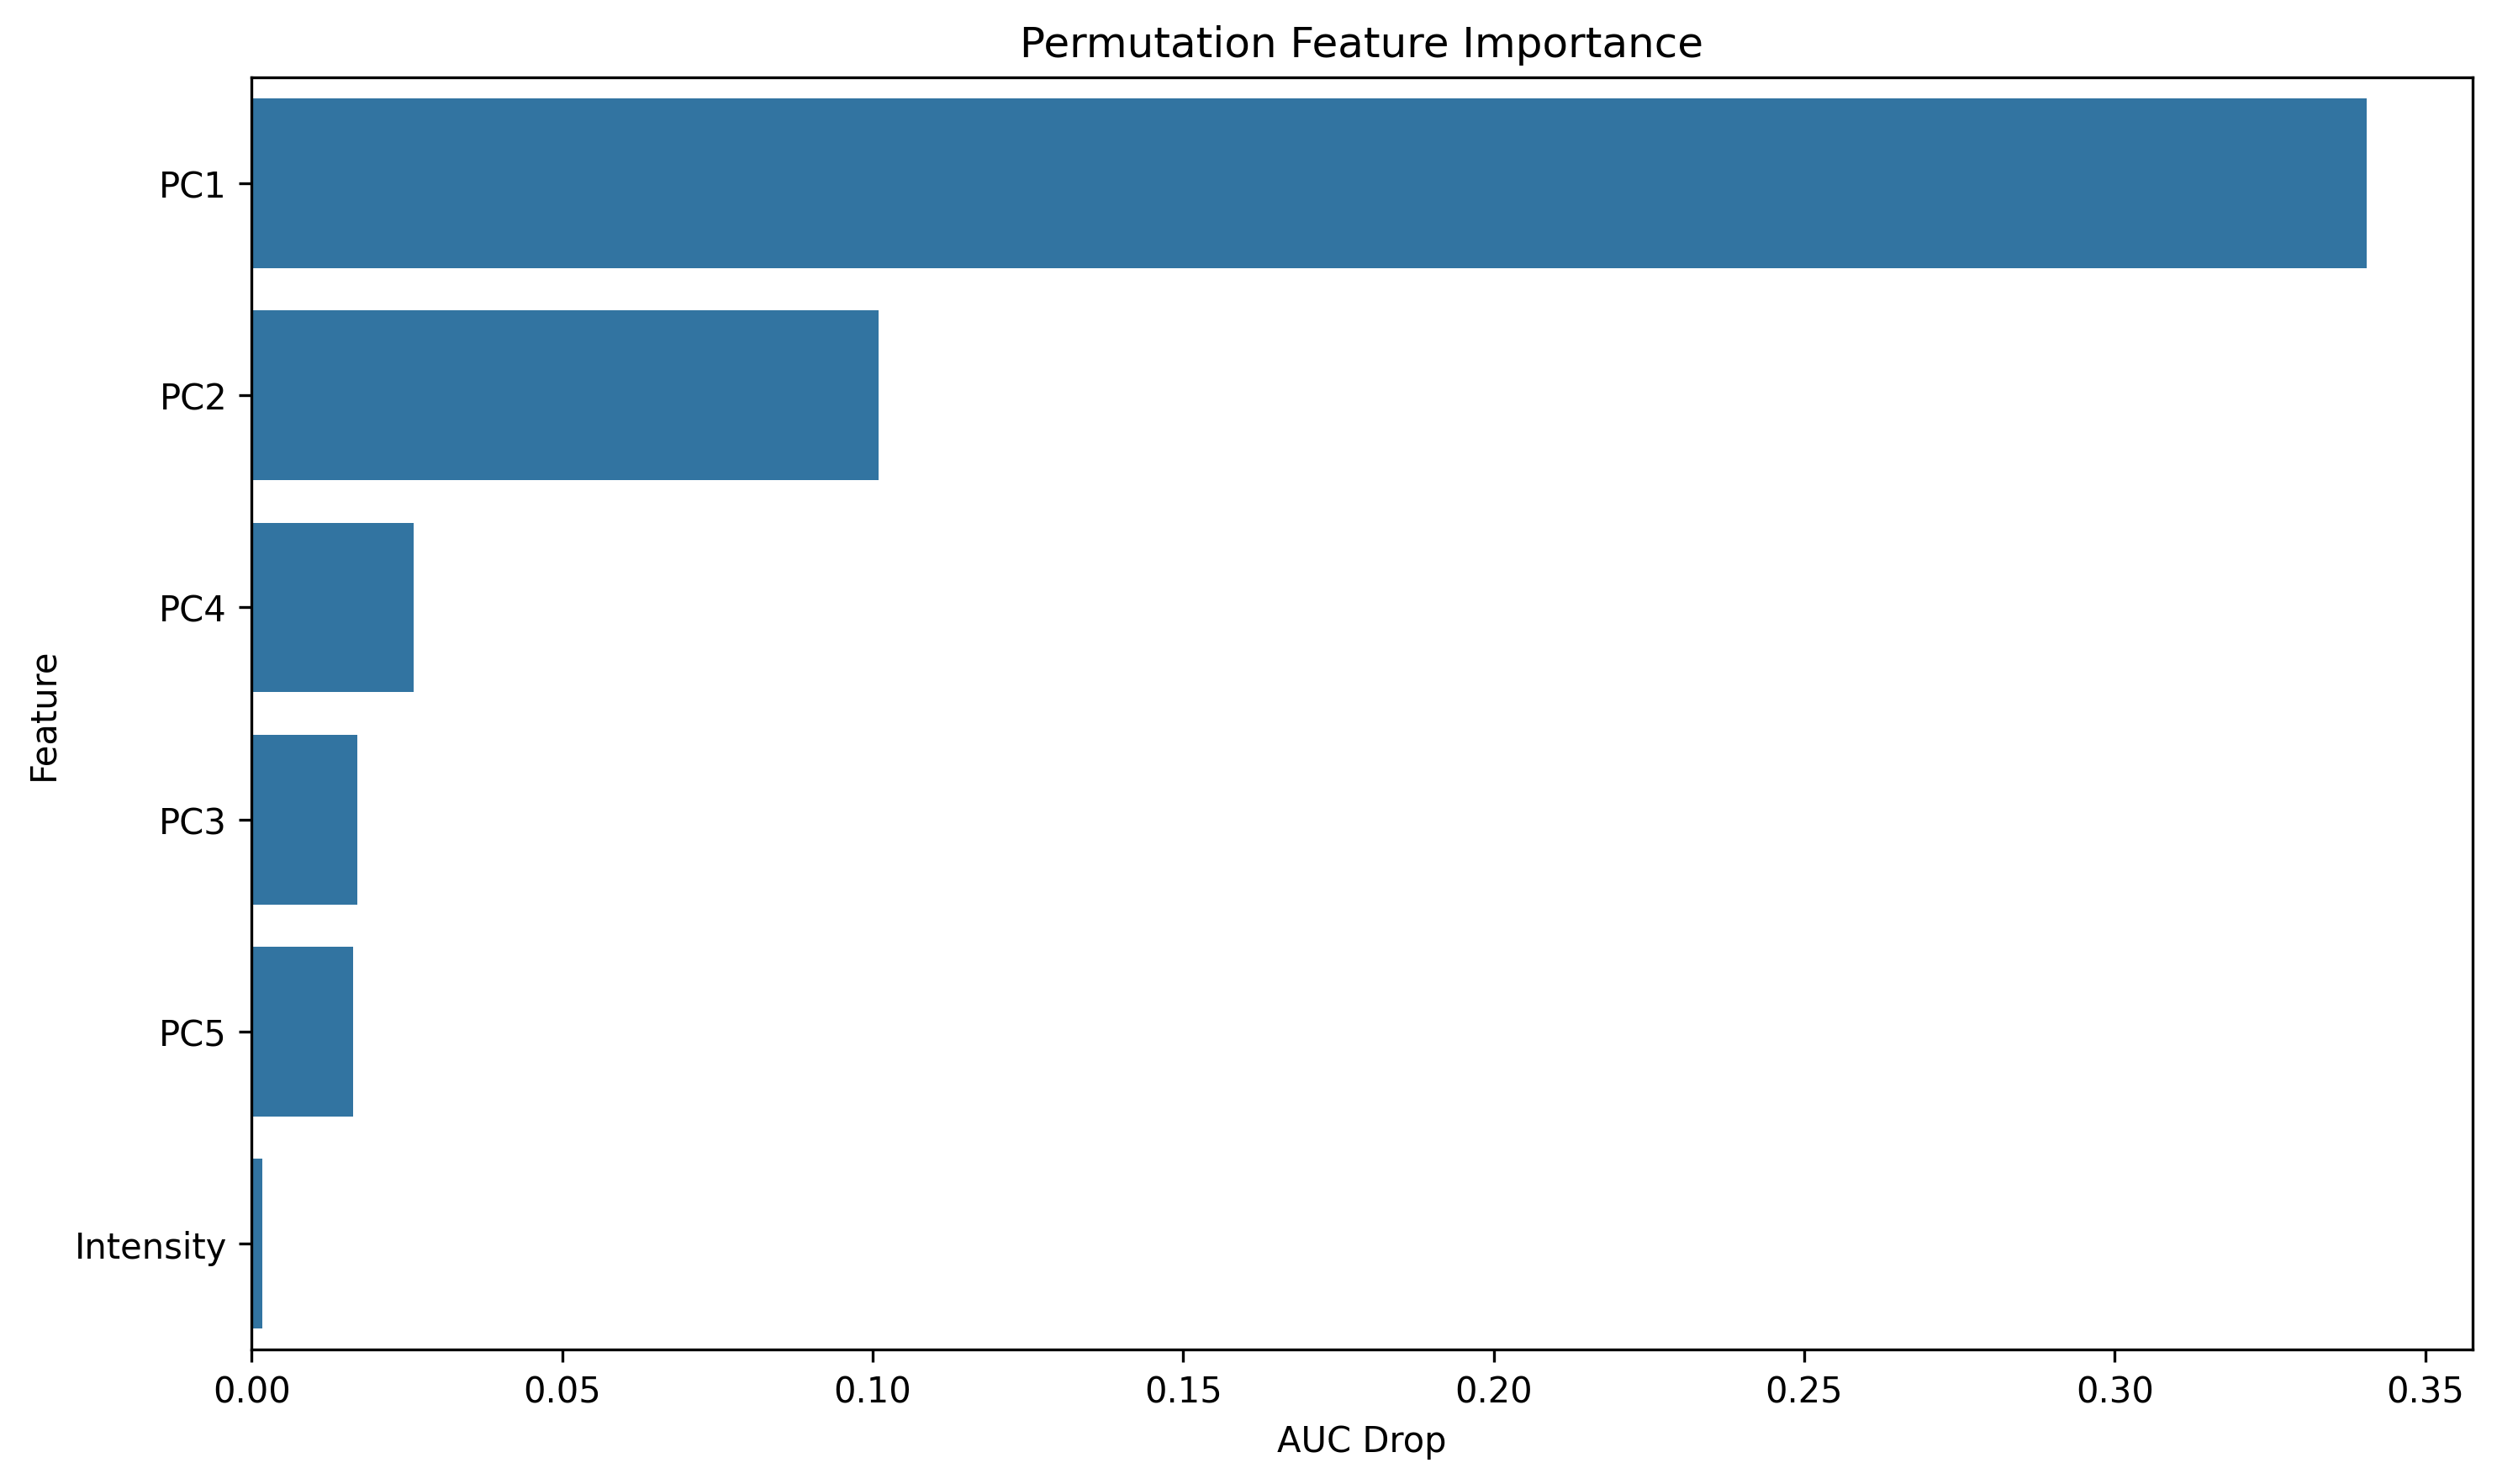 Permutation Feature Importance
Feature
PC1
PC2
PC4
PC3
PC5
Intensity
0.00 0.05 0.10 0.15 0.20 0.25 0.30 0.35
AUC Drop